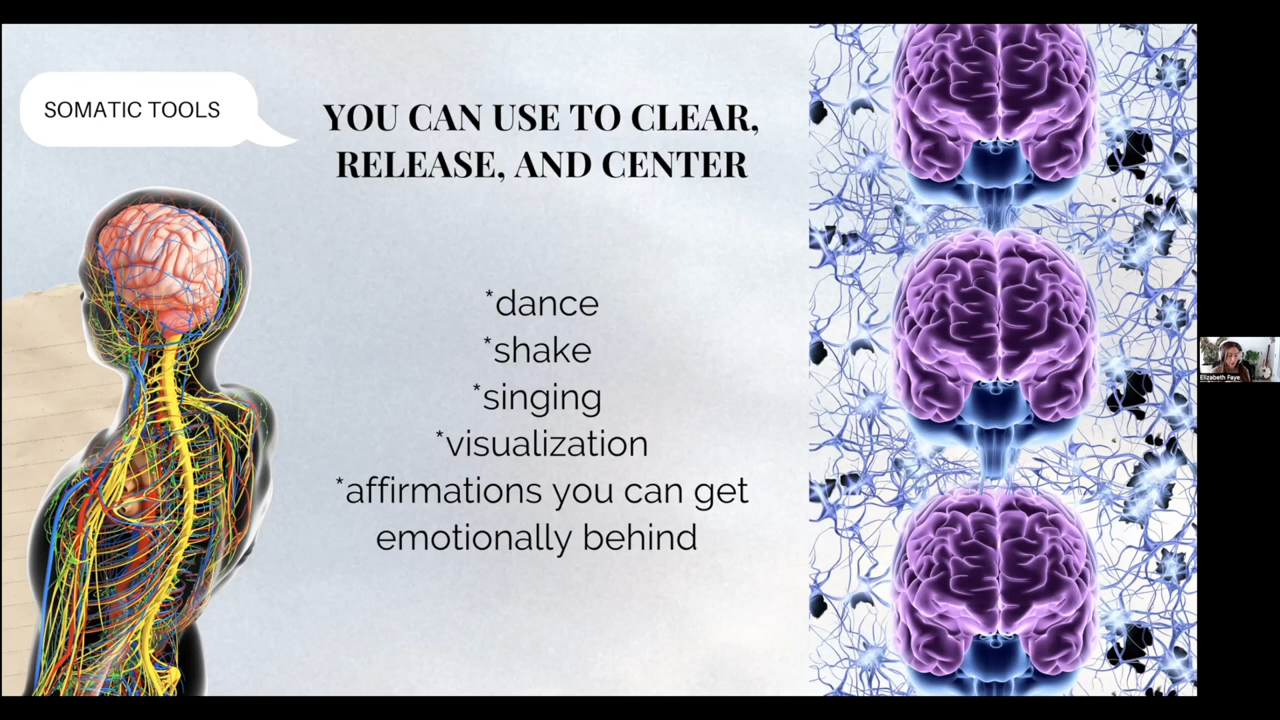 SOMATIC TOOLS
YOU CAN USE TO CLEAR,
RELEASE, AND CENTER
*dance
*shake
*singing
*visualization
*affirmations you can get
emotionally behind
Elizabeth Faye